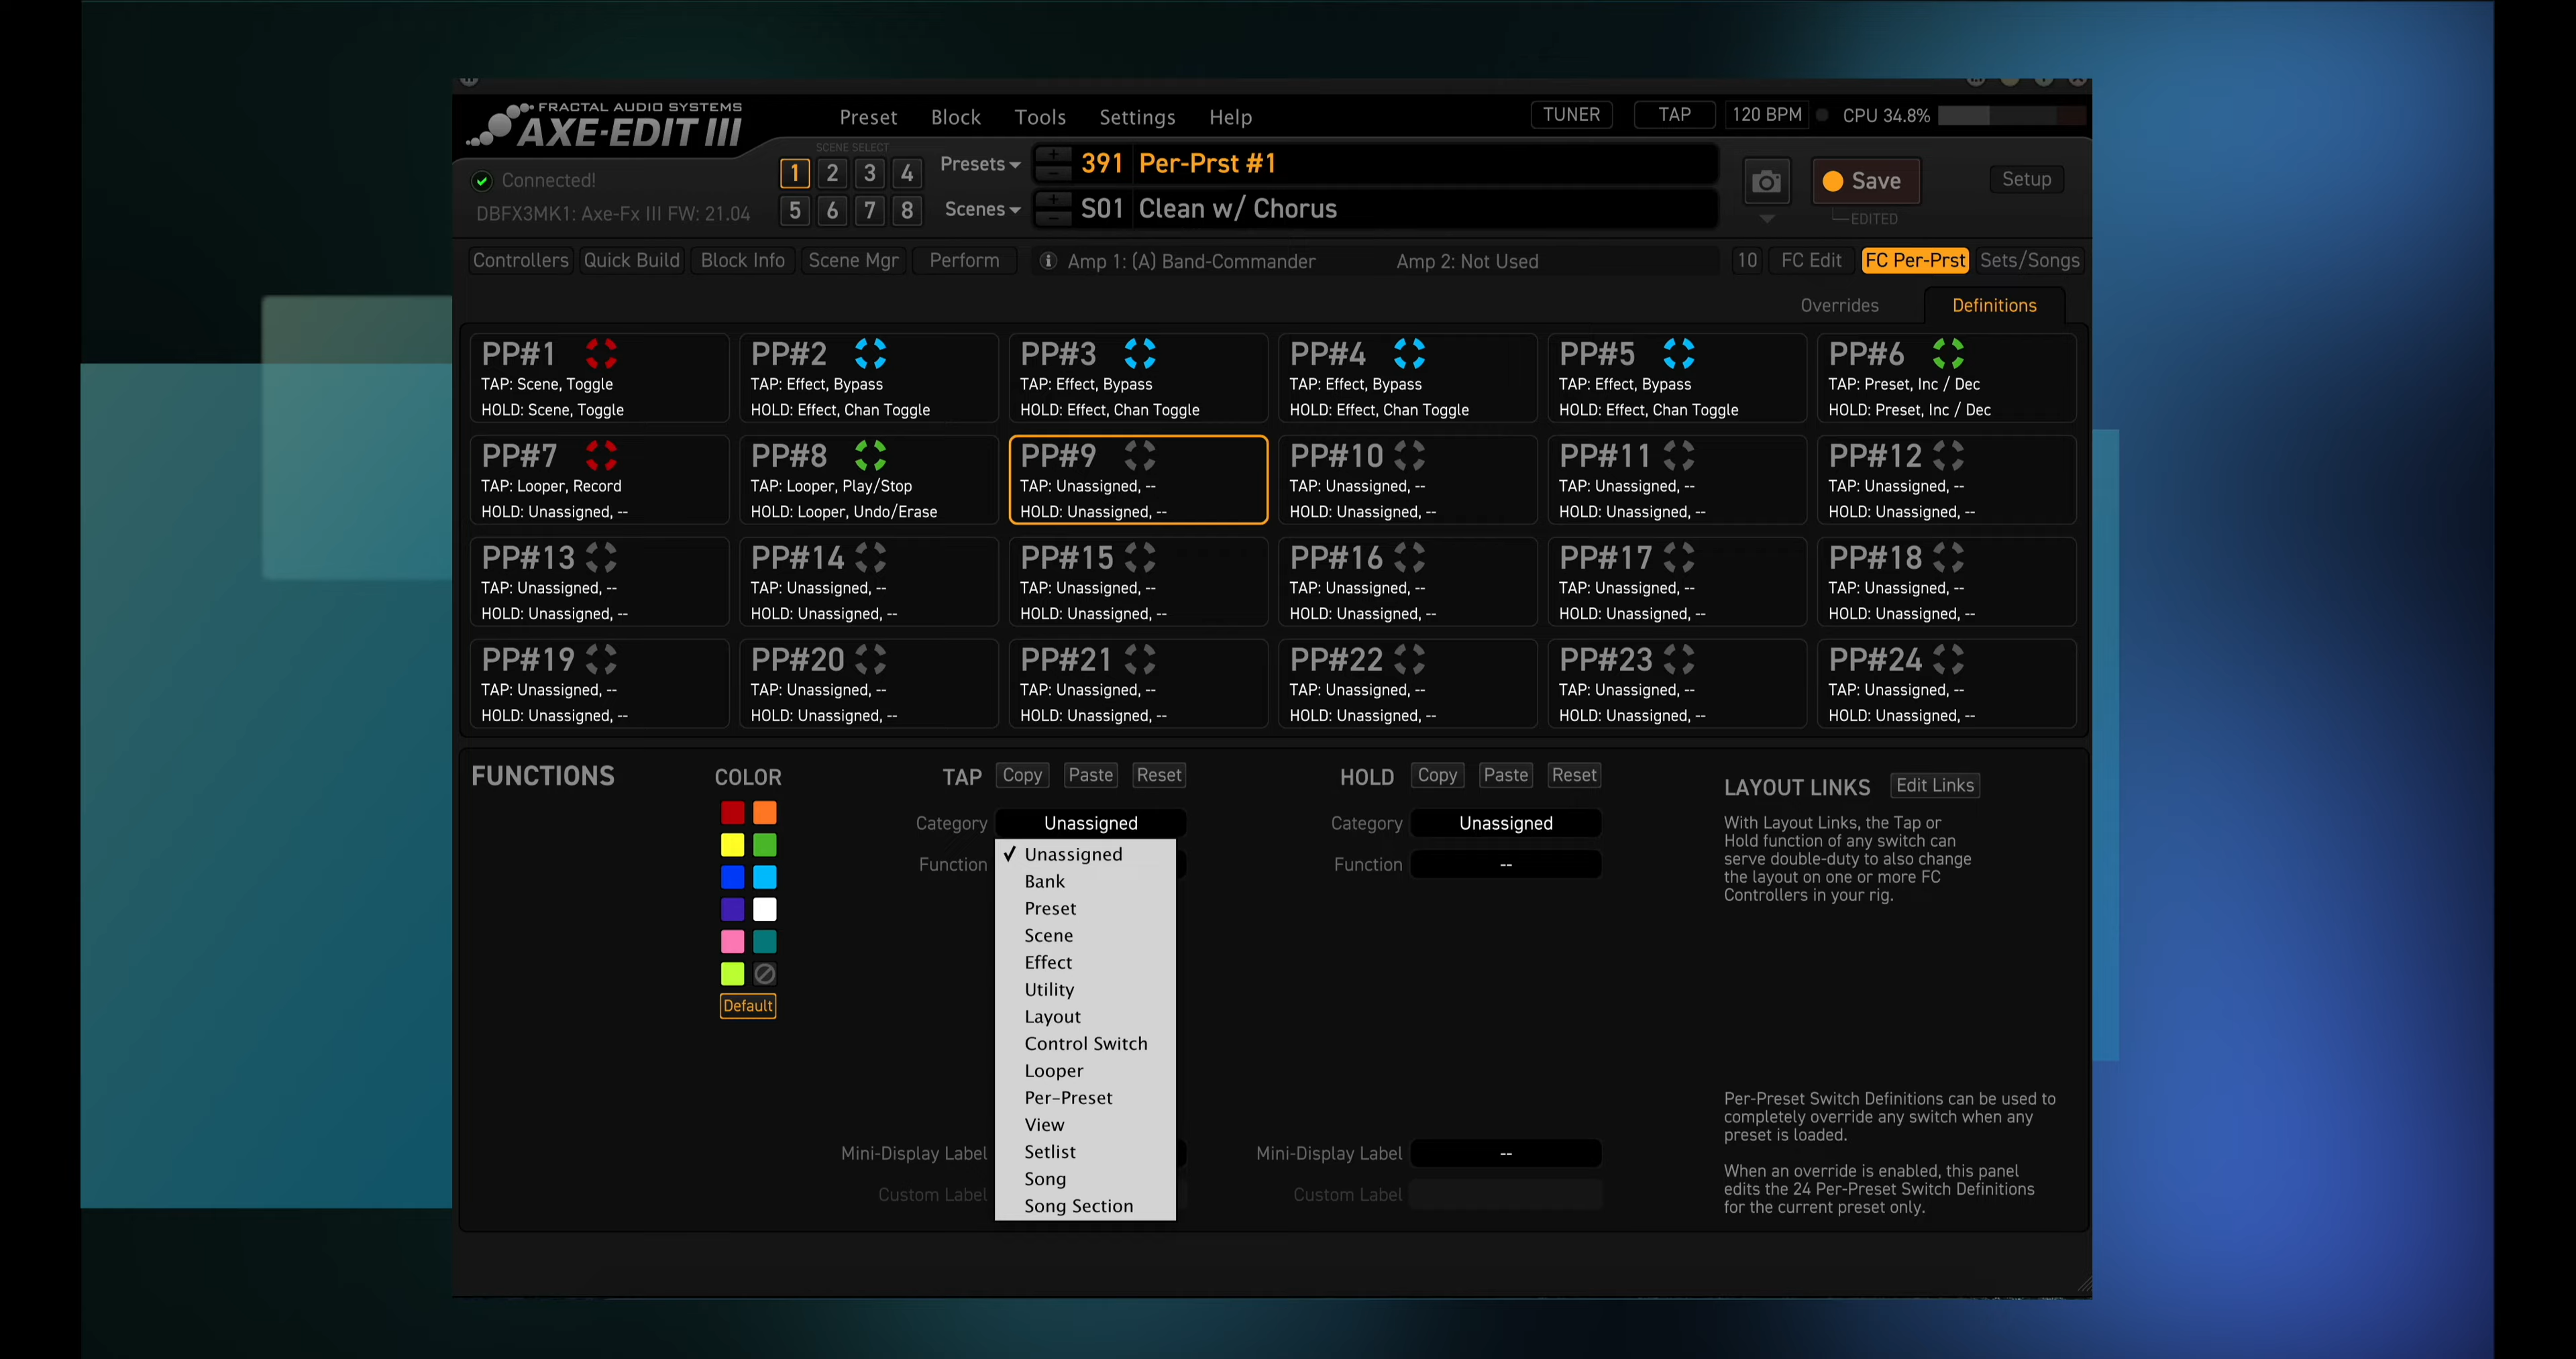 FRACTAL AUDIO SYSTEMS
AXE-EDIT III
Preset Block Tools Settings Help
TUNER TAP 120 BPM CPU 34.8%
Connected!
DBFX3MK1: Axe-Fx III FW: 21.04
SCENE SELECT
1 2 3 4
5 6 7 8
Presets + - 391 Per-Prst #1
Scenes + - S01 Clean w/ Chorus
Save
EDITED
Setup
Controllers Quick Build Block Info Scene Mgr Perform
Amp 1: (A) Band-Commander Amp 2: Not Used
10 FC Edit FC Per-Prst Sets/Songs
Overrides Definitions
PP#1
TAP: Scene, Toggle
HOLD: Scene, Toggle
PP#2
TAP: Effect, Bypass
HOLD: Effect, Chan Toggle
PP#3
TAP: Effect, Bypass
HOLD: Effect, Chan Toggle
PP#4
TAP: Effect, Bypass
HOLD: Effect, Chan Toggle
PP#5
TAP: Effect, Bypass
HOLD: Effect, Chan Toggle
PP#6
TAP: Preset, Inc / Dec
HOLD: Preset, Inc / Dec
PP#7
TAP: Looper, Record
HOLD: Unassigned, --
PP#8
TAP: Looper, Play/Stop
HOLD: Looper, Undo/Erase
PP#9
TAP: Unassigned, --
HOLD: Unassigned, --
PP#10
TAP: Unassigned, --
HOLD: Unassigned, --
PP#11
TAP: Unassigned, --
HOLD: Unassigned, --
PP#12
TAP: Unassigned, --
HOLD: Unassigned, --
PP#13
TAP: Unassigned, --
HOLD: Unassigned, --
PP#14
TAP: Unassigned, --
HOLD: Unassigned, --
PP#15
TAP: Unassigned, --
HOLD: Unassigned, --
PP#16
TAP: Unassigned, --
HOLD: Unassigned, --
PP#17
TAP: Unassigned, --
HOLD: Unassigned, --
PP#18
TAP: Unassigned, --
HOLD: Unassigned, --
PP#19
TAP: Unassigned, --
HOLD: Unassigned, --
PP#20
TAP: Unassigned, --
HOLD: Unassigned, --
PP#21
TAP: Unassigned, --
HOLD: Unassigned, --
PP#22
TAP: Unassigned, --
HOLD: Unassigned, --
PP#23
TAP: Unassigned, --
HOLD: Unassigned, --
PP#24
TAP: Unassigned, --
HOLD: Unassigned, --
FUNCTIONS
COLOR
Default
TAP Copy Paste Reset
Category Unassigned
Function
✓ Unassigned
Bank
Preset
Scene
Effect
Utility
Layout
Control Switch
Looper
Per-Preset
View
Setlist
Song
Song Section
Mini-Display Label
Custom Label
HOLD Copy Paste Reset
Category Unassigned
Function --
Mini-Display Label --
Custom Label
LAYOUT LINKS Edit Links
With Layout Links, the Tap or
Hold function of any switch can
serve double-duty to also change
the layout on one or more FC
Controllers in your rig.
Per-Preset Switch Definitions can be used to
completely override any switch when any
preset is loaded.
When an override is enabled, this panel
edits the 24 Per-Preset Switch Definitions
for the current preset only.